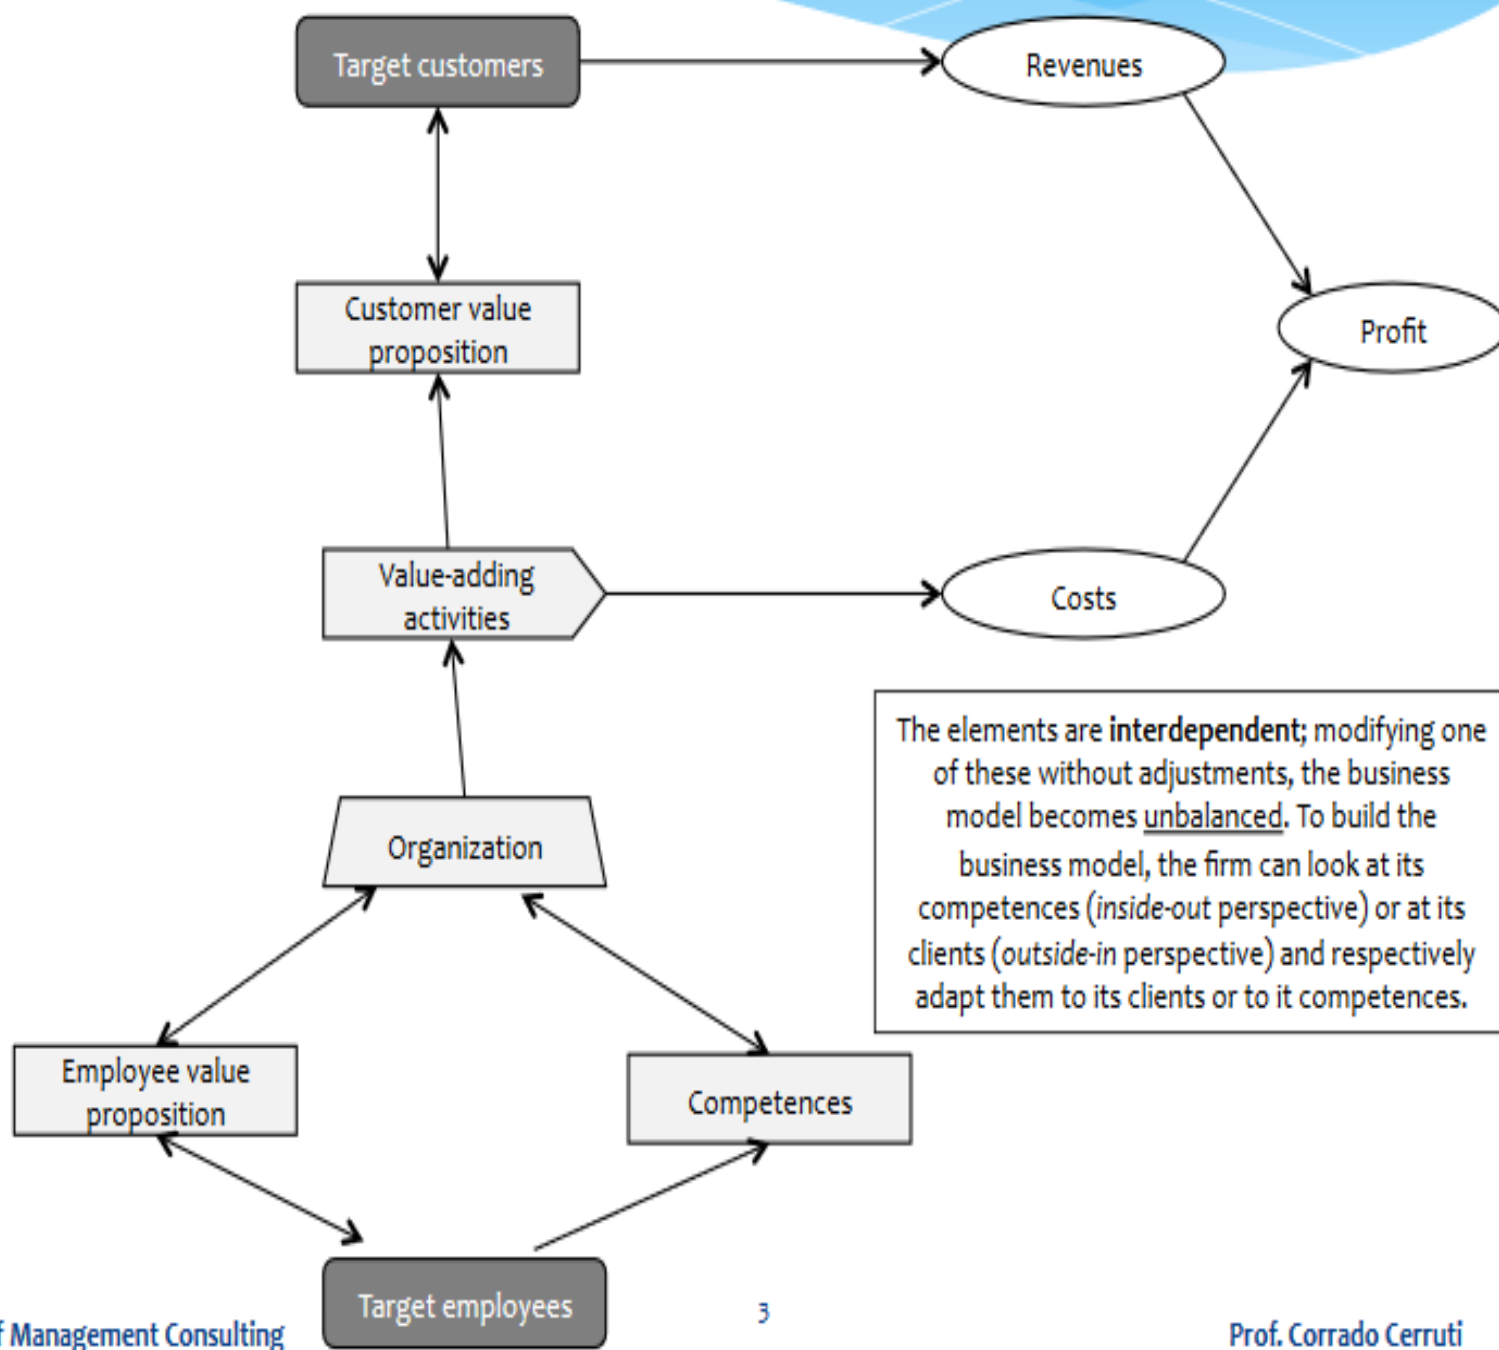 Target customers
Revenues
Customer value
proposition
Profit
Value-adding
activities
Costs
The elements are interdependent; modifying one
of these without adjustments, the business
model becomes unbalanced. To build the
business model, the firm can look at its
competences (inside-out perspective) or at its
clients (outside-in perspective) and respectively
adapt them to its clients or to it competences.
Organization
Employee value
proposition
Competences
Target employees
f Management Consulting
3
Prof. Corrado Cerruti